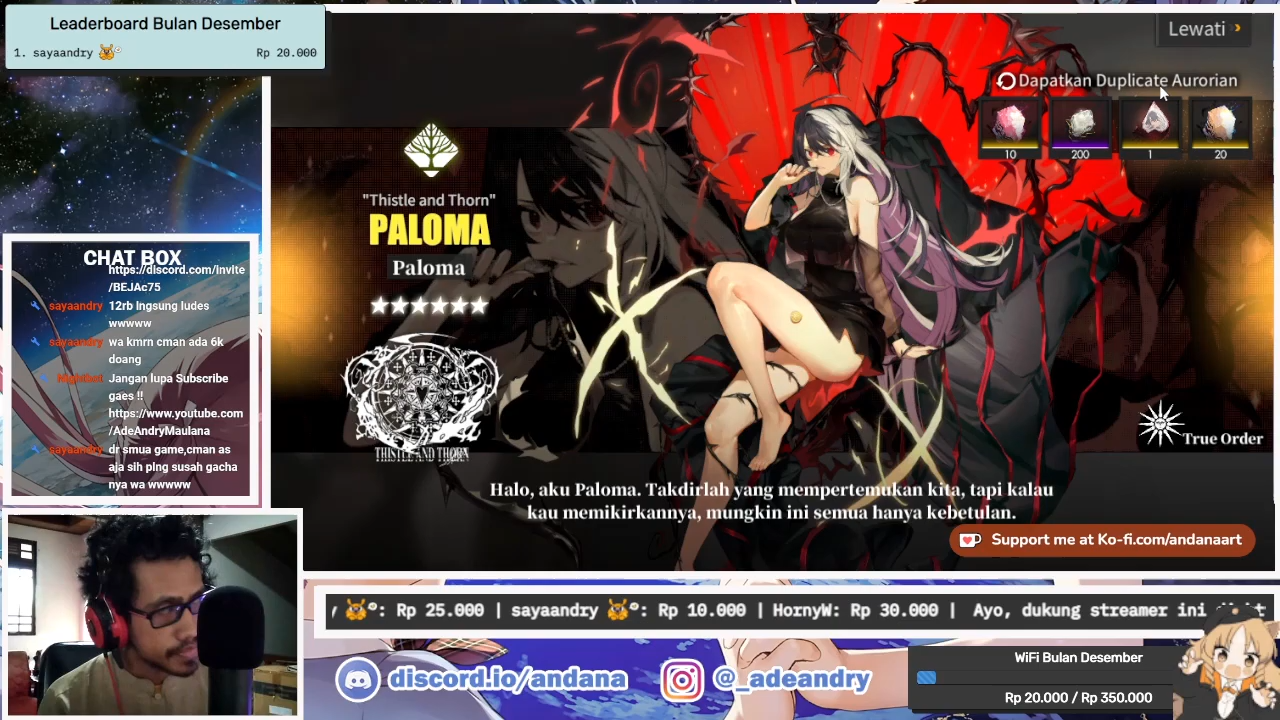 Leaderboard Bulan Desember
1. sayaandry
Rp 20.000
Lewati
Dapatkan Duplicate Aurorian
10
200
1
20
"Thistle and Thorn"
PALOMA
Paloma
THISTLE AND THORN
True Order
Halo, aku Paloma. Takdirlah yang mempertemukan kita, tapi kalau
kau memikirkannya, mungkin ini semua hanya kebetulan.
Support me at Ko-fi.com/andanaart
CHAT BOX
https://discord.com/invite
/BEJAc75
sayaandry 12rb lngsung ludes
wwwww
sayaandry wa kmrn cman ada 6k
doang
Nightbot Jangan lupa Subscribe
gaes !!
https://www.youtube.com
/AdeAndryMaulana
sayaandry dr smua game,cman as
aja sih plng susah gacha
nya wa wwwww
: Rp 25.000 | sayaandry : Rp 10.000 | HornyW: Rp 30.000 | Ayo, dukung streamer ini
discord.io/andana
@_adeandry
WiFi Bulan Desember
Rp 20.000 / Rp 350.000